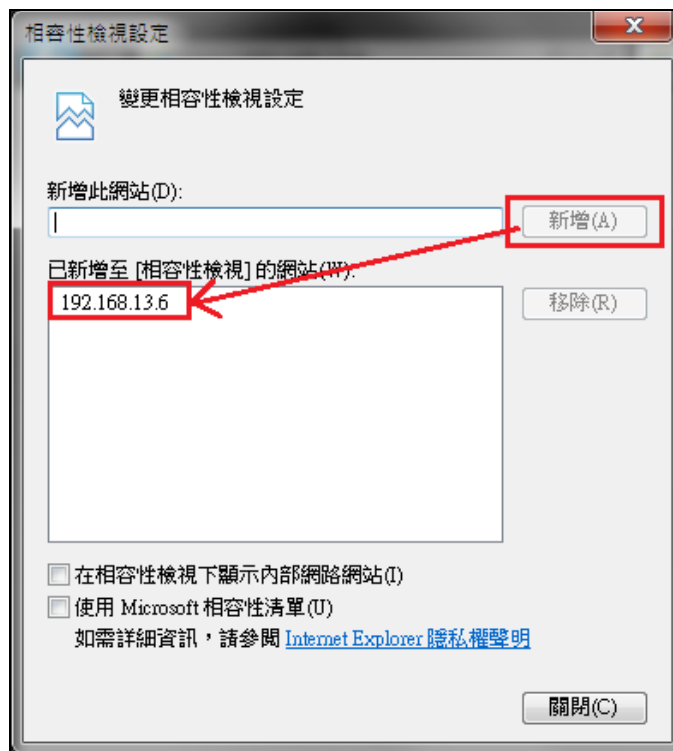 相容性檢視設定
變更相容性檢視設定
新增此網站(D):
新增(A)
已新增至 [相容性檢視] 的網站(W):
192.168.13.6
移除(R)
在相容性檢視下顯示內部網路網站(I)
使用 Microsoft 相容性清單(U)
如需詳細資訊，請參閱 Internet Explorer 隱私權聲明
關閉(C)